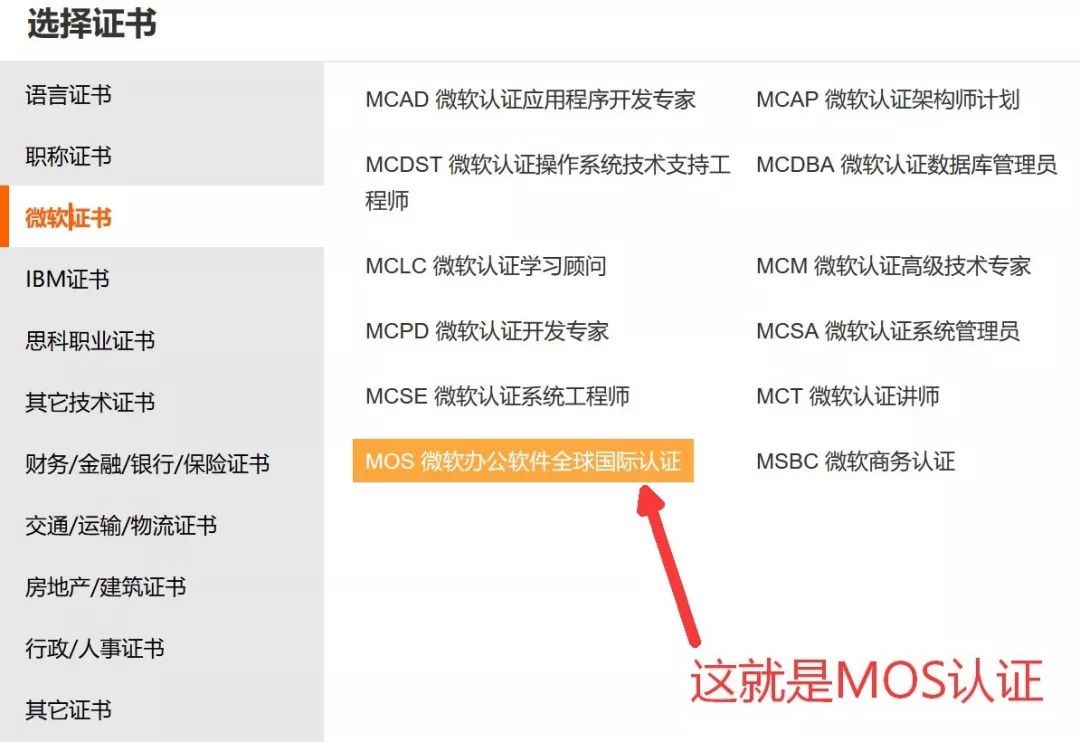 选择证书
语言证书
职称证书
微软证书
IBM证书
思科职业证书
其它技术证书
财务/金融/银行/保险证书
交通/运输/物流证书
房地产/建筑证书
行政/人事证书
其它证书
MCAD 微软认证应用程序开发专家
MCAP 微软认证架构师计划
MCDST 微软认证操作系统技术支持工
程师
MCDBA 微软认证数据库管理员
MCLC 微软认证学习顾问
MCM 微软认证高级技术专家
MCPD 微软认证开发专家
MCSA 微软认证系统管理员
MCSE 微软认证系统工程师
MCT 微软认证讲师
MOS 微软办公软件全球国际认证
MSBC 微软商务认证
这就是MOS认证